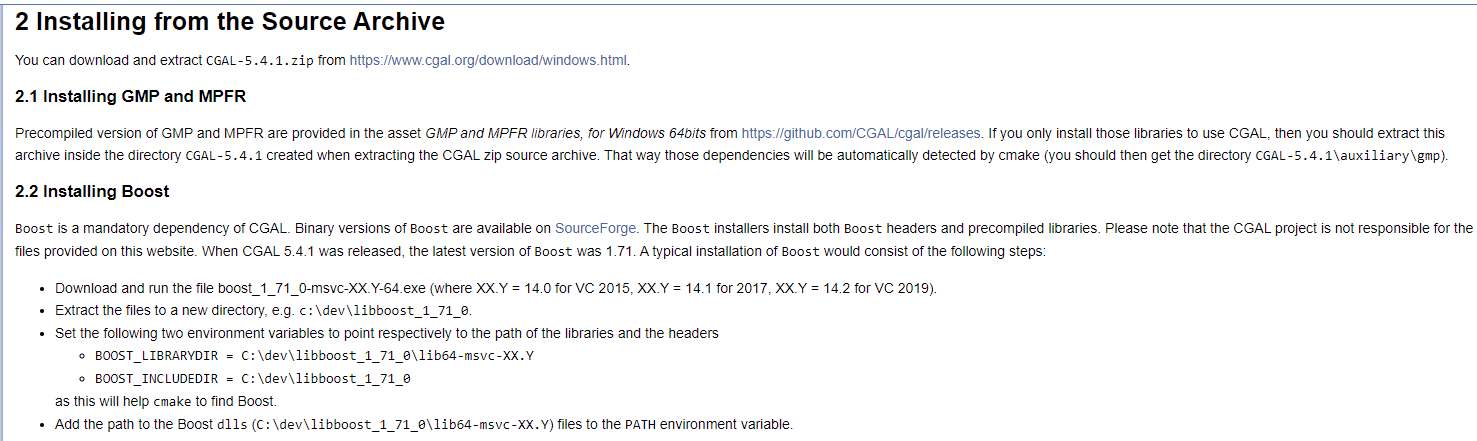 2 Installing from the Source Archive
You can download and extract CGAL-5.4.1.zip from https://www.cgal.org/download/windows.html.
2.1 Installing GMP and MPFR
Precompiled version of GMP and MPFR are provided in the asset GMP and MPFR libraries, for Windows 64bits from https://github.com/CGAL/cgal/releases. If you only install those libraries to use CGAL, then you should extract this
archive inside the directory CGAL-5.4.1 created when extracting the CGAL zip source archive. That way those dependencies will be automatically detected by cmake (you should then get the directory CGAL-5.4.1\auxiliary\gmp).
2.2 Installing Boost
Boost is a mandatory dependency of CGAL. Binary versions of Boost are available on SourceForge. The Boost installers install both Boost headers and precompiled libraries. Please note that the CGAL project is not responsible for the
files provided on this website. When CGAL 5.4.1 was released, the latest version of Boost was 1.71. A typical installation of Boost would consist of the following steps:
• Download and run the file boost_1_71_0-msvc-XX.Y-64.exe (where XX.Y = 14.0 for VC 2015, XX.Y = 14.1 for 2017, XX.Y = 14.2 for VC 2019).
• Extract the files to a new directory, e.g. c:\dev\libboost_1_71_0.
• Set the following two environment variables to point respectively to the path of the libraries and the headers
◦ BOOST_LIBRARYDIR = C:\dev\libboost_1_71_0\lib64-msvc-XX.Y
◦ BOOST_INCLUDEDIR = C:\dev\libboost_1_71_0
as this will help cmake to find Boost.
• Add the path to the Boost dlls (C:\dev\libboost_1_71_0\lib64-msvc-XX.Y) files to the PATH environment variable.